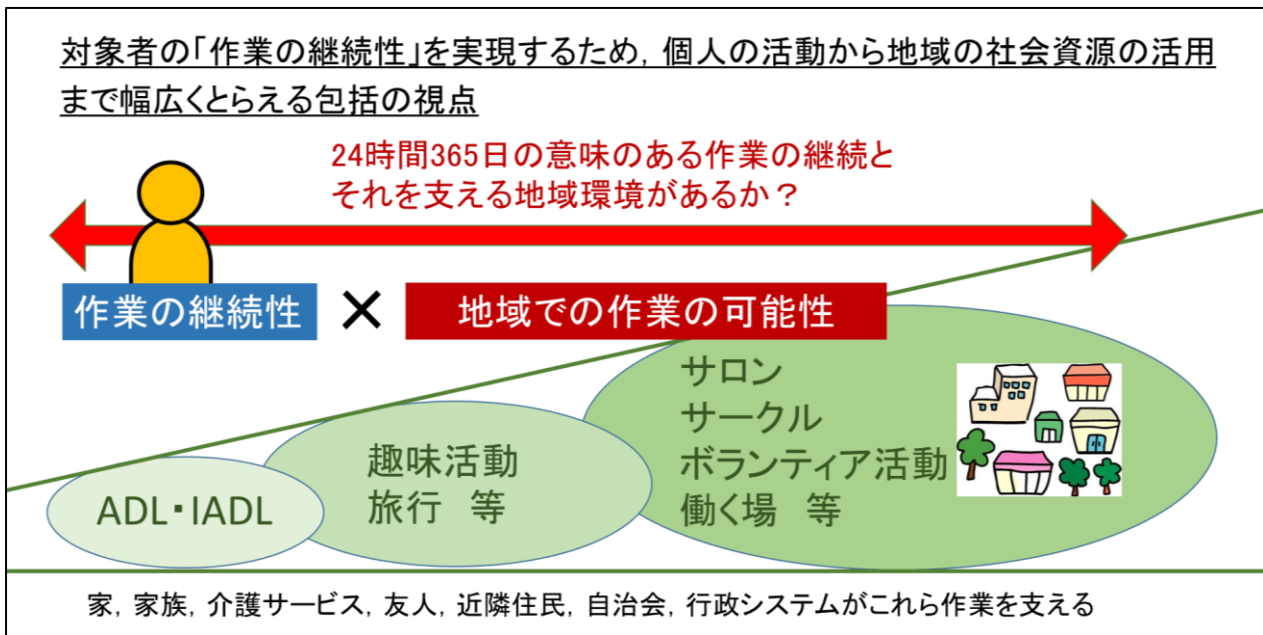 対象者の「作業の継続性」を実現するため, 個人の活動から地域の社会資源の活用
まで幅広くとらえる包括の視点
24時間365日の意味のある作業の継続と
それを支える地域環境があるか？
作業の継続性
×
地域での作業の可能性
ADL・IADL
趣味活動
旅行　等
サロン
サークル
ボランティア活動
働く場　等
家, 家族, 介護サービス, 友人, 近隣住民, 自治会, 行政システムがこれら作業を支える